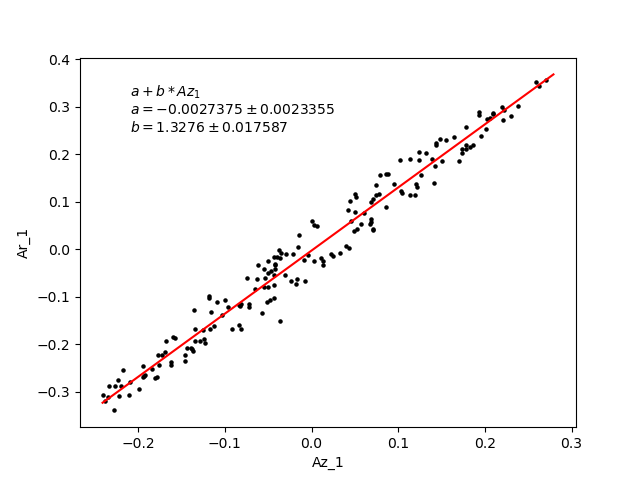 0.4
0.3
0.2
0.1
0.0
−0.1
−0.2
−0.3
Ar_1
a + b * Az₁
a = −0.0027375 ± 0.0023355
b = 1.3276 ± 0.017587
−0.2 −0.1 0.0 0.1 0.2 0.3
Az_1